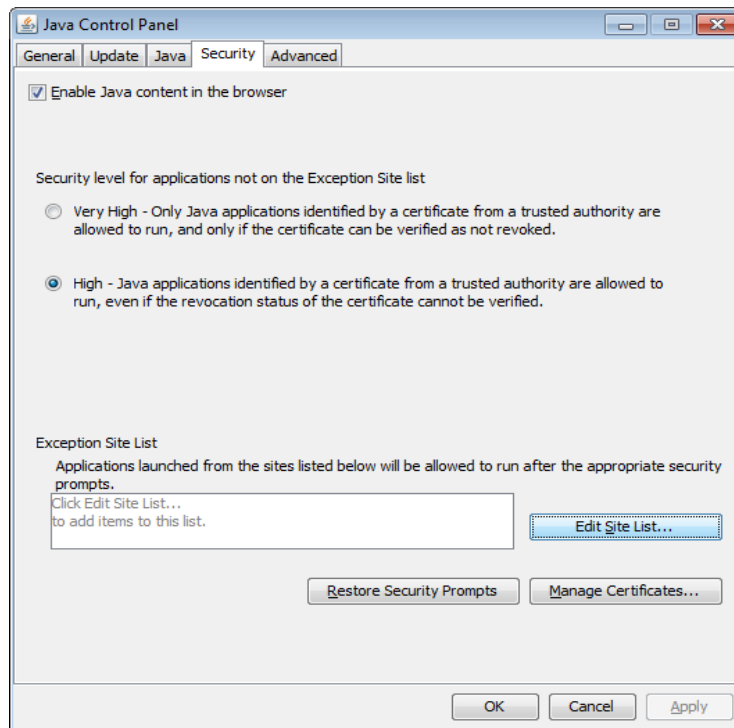 Java Control Panel
General Update Java Security Advanced
Enable Java content in the browser
Security level for applications not on the Exception Site list
Very High - Only Java applications identified by a certificate from a trusted authority are
allowed to run, and only if the certificate can be verified as not revoked.
High - Java applications identified by a certificate from a trusted authority are allowed to
run, even if the revocation status of the certificate cannot be verified.
Exception Site List
Applications launched from the sites listed below will be allowed to run after the appropriate security
prompts.
Click Edit Site List...
to add items to this list.
Edit Site List...
Restore Security Prompts Manage Certificates...
OK Cancel Apply